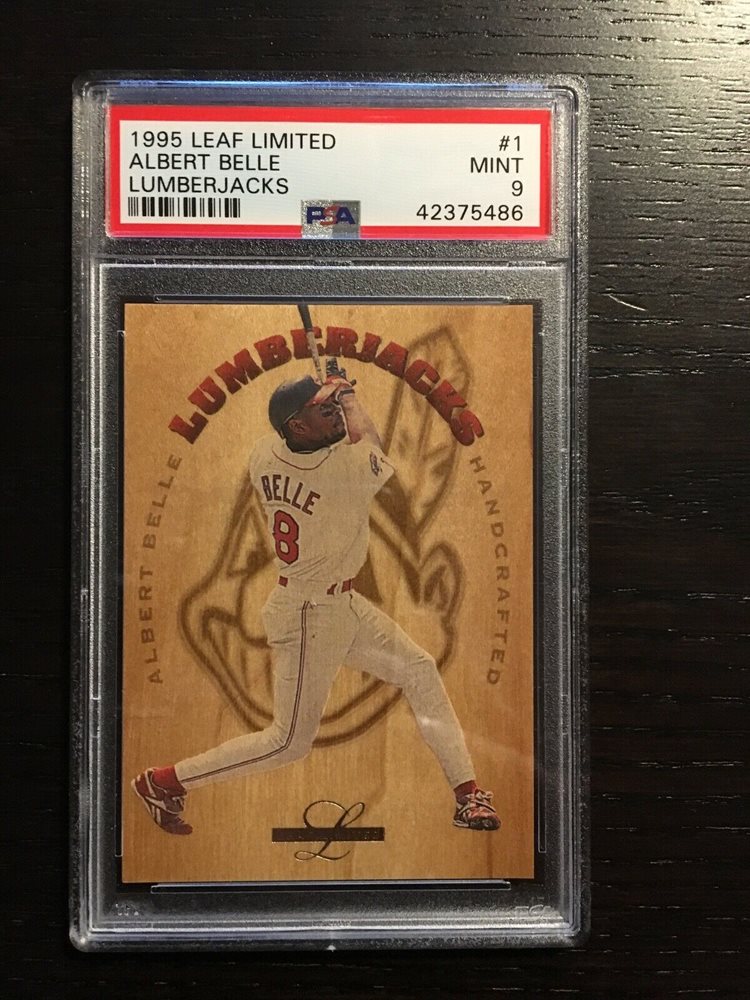 1995 LEAF LIMITED #1
ALBERT BELLE MINT
LUMBERJACKS 9
PSA 42375486
LUMBERJACKS
ALBERT BELLE
HANDCRAFTED
BELLE
8
L